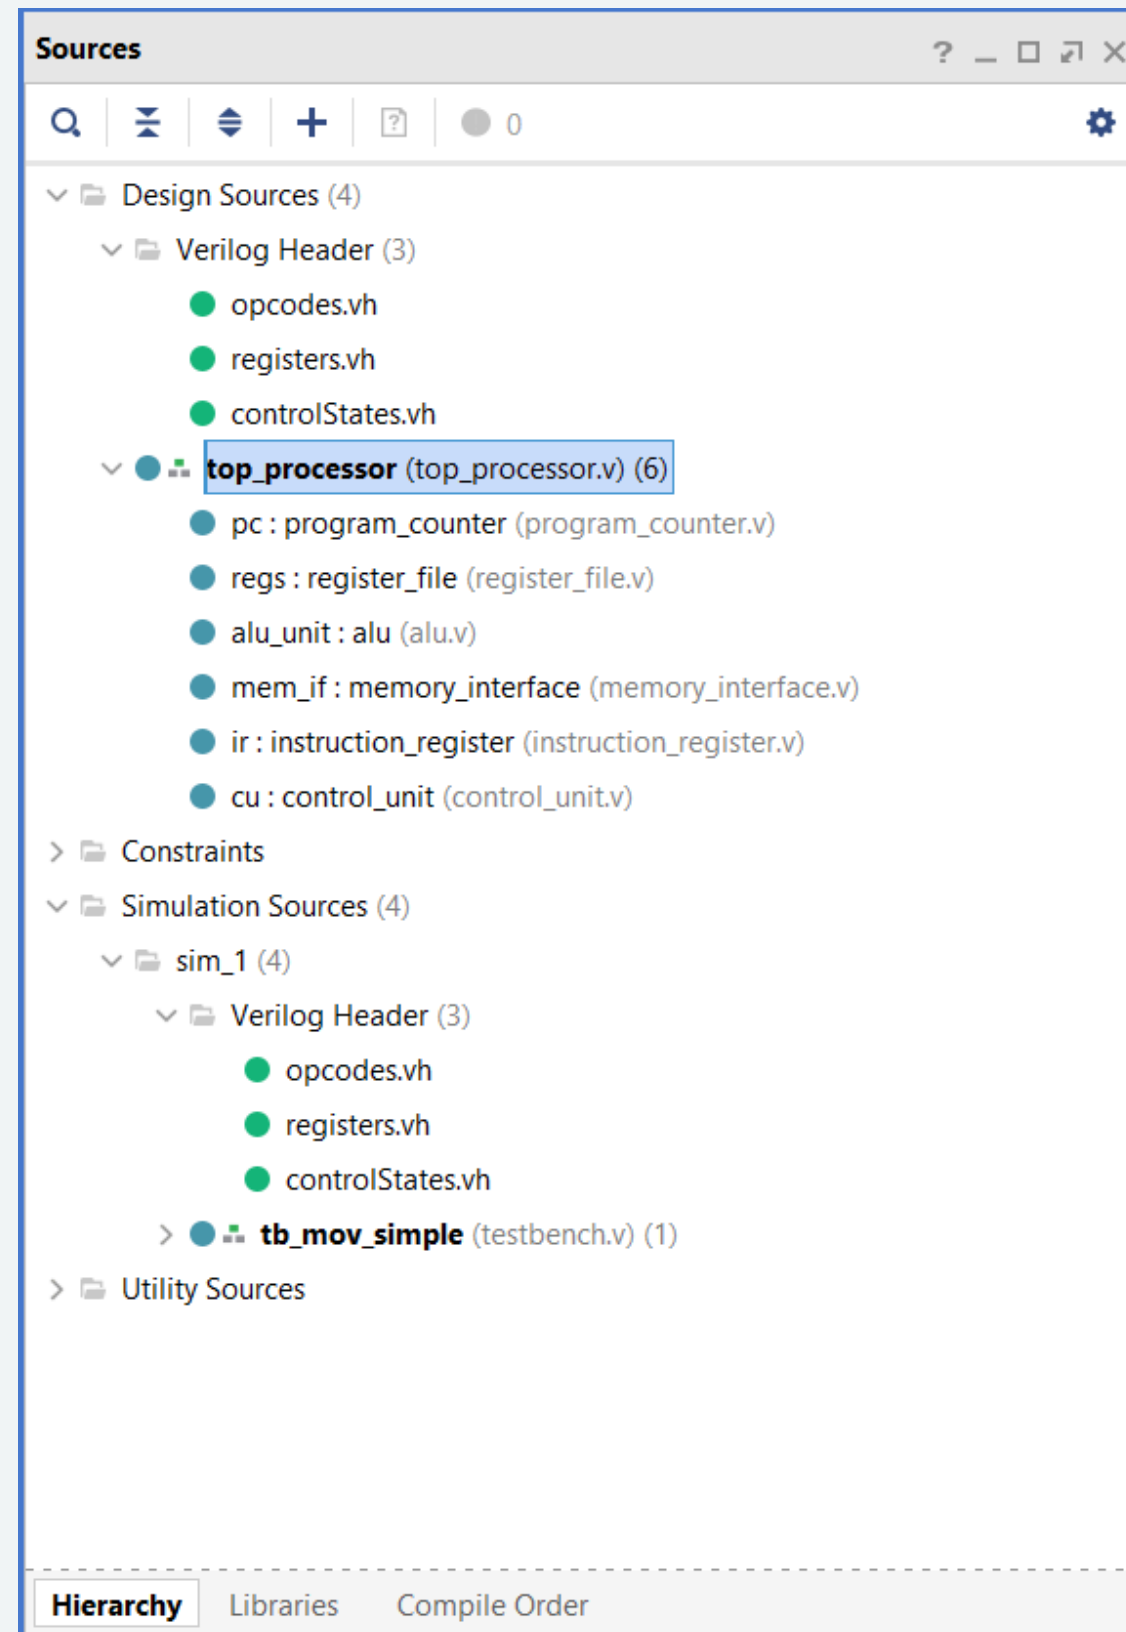 Sources
0
Design Sources (4)
Verilog Header (3)
opcodes.vh
registers.vh
controlStates.vh
top_processor (top_processor.v) (6)
pc : program_counter (program_counter.v)
regs : register_file (register_file.v)
alu_unit : alu (alu.v)
mem_if : memory_interface (memory_interface.v)
ir : instruction_register (instruction_register.v)
cu : control_unit (control_unit.v)
Constraints
Simulation Sources (4)
sim_1 (4)
Verilog Header (3)
opcodes.vh
registers.vh
controlStates.vh
tb_mov_simple (testbench.v) (1)
Utility Sources
Hierarchy Libraries Compile Order